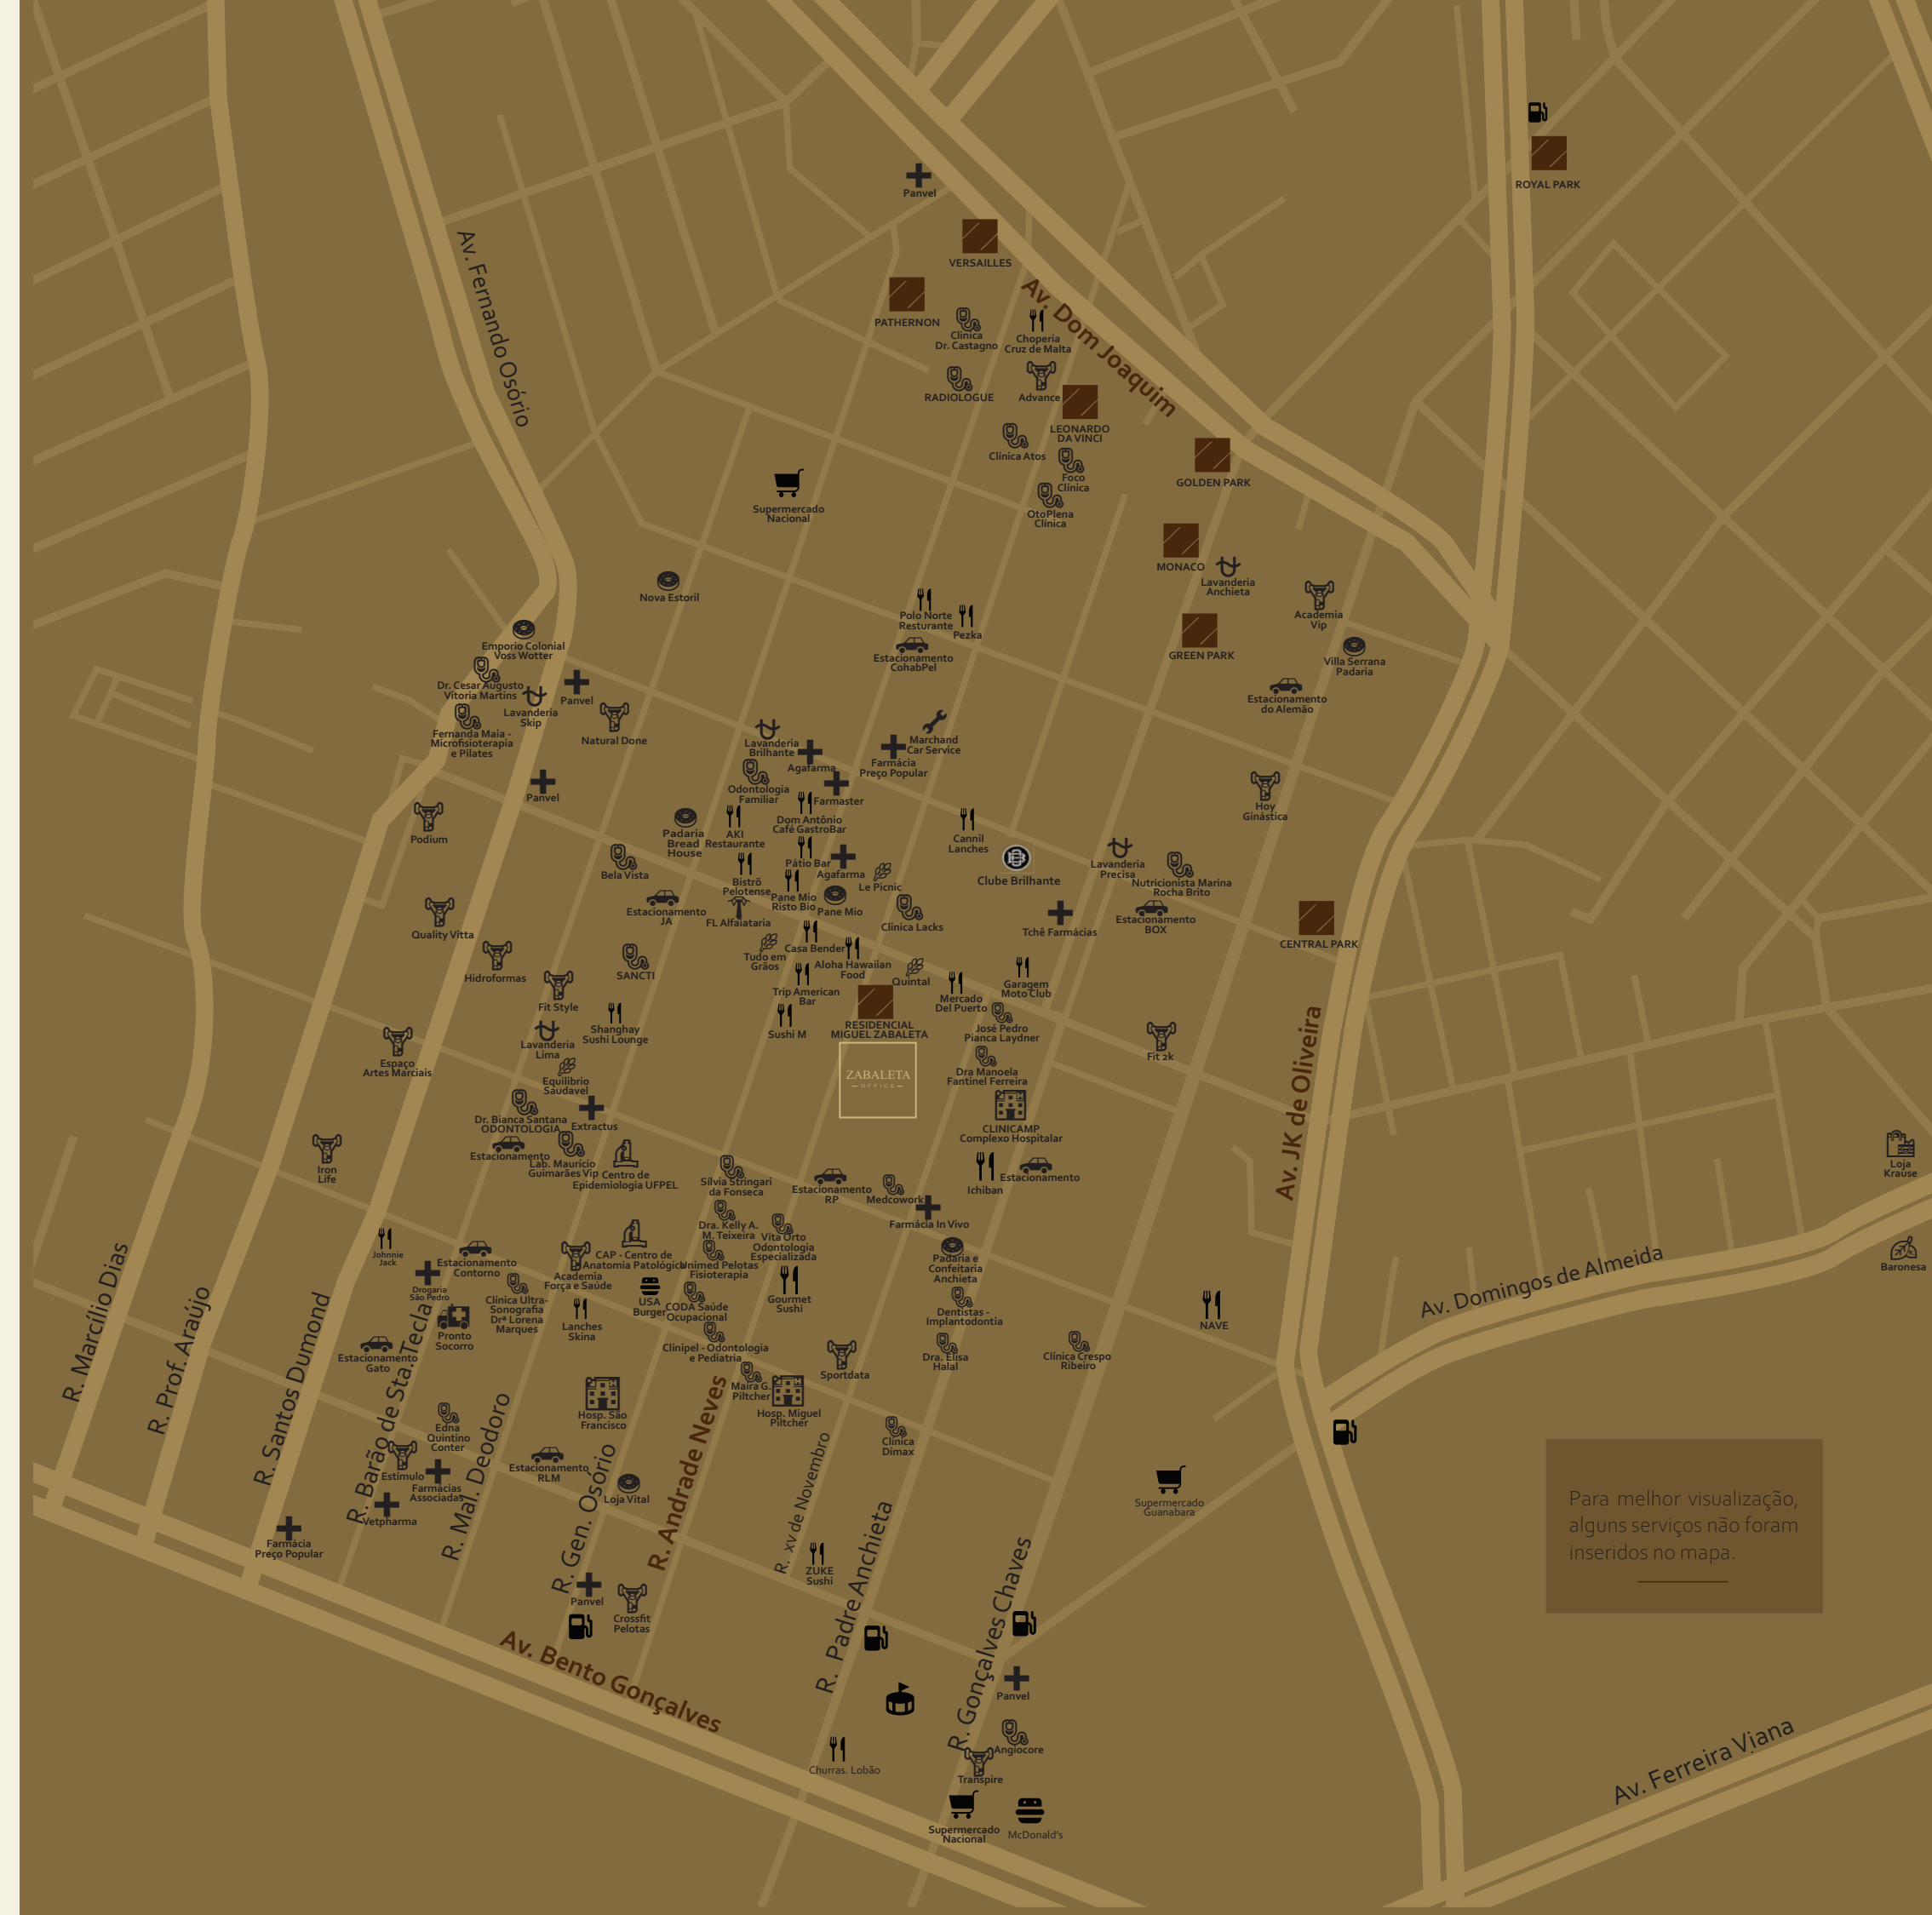 ROYAL PARK
Panvel
VERSAILLES
Av. Fernando Osório
Av. Dom Joaquim
PATHERNON
Clínica
Dr. Castagno
Choperia
Cruz de Malta
RADIOLOGUE
Advance
LEONARDO
DA VINCI
Clínica Atos
Foco
Clínica
GOLDEN PARK
OtoPlena
Clínica
Supermercado
Nacional
MONACO
Lavanderia
Anchieta
Nova Estoril
Academia
Vip
Polo Norte
Resturante
Pezka
Emporio Colonial
Voss Wotter
Estacionamento
CohabPel
GREEN PARK
Villa Serrana
Padaria
Dr. Cesar Augusto
Vitoria Martins
Panvel
Lavanderia
Skip
Estacionamento
do Alemão
Fernanda Maia -
Microfisioterapia
e Pilates
Natural Done
Lavanderia
Brilhante
Agafarma
Marchand
Car Service
Farmácia
Preço Popular
Panvel
Odontologia
Familiar
Farmaster
Hoy
Ginástica
Podium
Padaria
Bread
House
AKI
Restaurante
Dom Antônio
Café GastroBar
Cannil
Lanches
Pátio Bar
Agafarma
Le Picnic
Clube Brilhante
Lavanderia
Precisa
Nutricionista Marina
Rocha Brito
Bela Vista
Bistrô
Pelotense
Pane Mio
Risto Bio
Pane Mio
Estacionamento
JA
FL Alfaiataria
Clínica Lacks
Tchê Farmácias
Estacionamento
BOX
Quality Vitta
CENTRAL PARK
Casa Bender
Tudo em
Grãos
Aloha Hawaiian
Food
Hidroformas
SANCTI
Quintal
Garagem
Moto Club
Trip American
Bar
Mercado
Del Puerto
Fit Style
Shanghay
Sushi Lounge
Sushi M
RESIDENCIAL
MIGUEL ZABALETA
José Pedro
Pianca Laydner
Lavanderia
Lima
Fit 2k
Av. JK de Oliveira
Espaço
Artes Marciais
Equilibrio
Saudavel
ZABALETA
OFFICE
Dra Manoela
Fantinel Ferreira
Dr. Bianca Santana
ODONTOLOGIA
Extractus
CLINICAMP
Complexo Hospitalar
Estacionamento
Lab. Maurício
Guimarães Vip
Centro de
Epidemiologia UFPEL
Iron
Life
Sílvia Stringari
da Fonseca
Estacionamento
RP
Medcowork
Ichiban
Estacionamento
Loja
Krause
Farmácia In Vivo
Dra. Kelly A.
M. Teixeira
Vita Orto
Odontologia
Especializada
Johnnie
Jack
Estacionamento
Contorno
CAP - Centro de
Anatomia Patológica
Unimed Pelotas
Fisioterapia
Padaria e
Confeitaria
Anchieta
Baronesa
Av. Domingos de Almeida
Drogaria
São Pedro
Clínica Ultra-
Sonografia
Drª Lorena
Marques
Academia
Força e Saúde
USA
Burger
CODA Saúde
Ocupacional
Gourmet
Sushi
Dentistas -
Implantodontia
NAVE
Pronto
Socorro
Lanches
Skina
Estacionamento
Gato
Clinipel - Odontologia
e Pediatria
Sportdata
Dra. Elisa
Halal
Clínica Crespo
Ribeiro
R. Marcílio Dias
R. Prof. Araújo
R. Santos Dumond
R. Barão de Sta. Tecla
R. Mal. Deodoro
R. Gen. Osório
R. Andrade Neves
Maira G.
Piltcher
Hosp. Miguel
Piltcher
Hosp. São
Francisco
Edna
Quintino
Conter
Clínica
Dimax
R. xv de Novembro
Estimulo
Farmácias
Associadas
Estacionamento
RLM
Loja Vital
Supermercado
Guanabara
Vetpharma
Farmácia
Preço Popular
Para melhor visualização,
alguns serviços não foram
inseridos no mapa.
ZUKE
Sushi
R. Padre Anchieta
R. Gonçalves Chaves
Panvel
Crossfit
Pelotas
Av. Bento Gonçalves
Panvel
Angiocore
Churras. Lobão
Transpire
Av. Ferreira Viana
Supermercado
Nacional
McDonald's